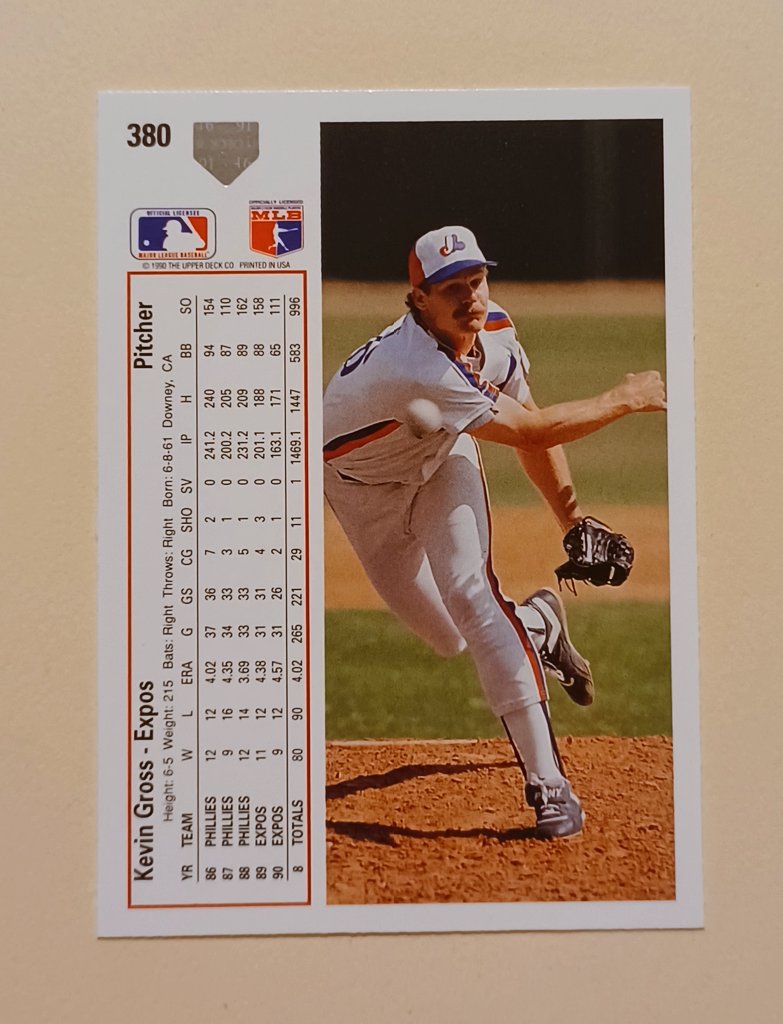 380
OFFICIAL LICENSEE
MAJOR LEAGUE BASEBALL
OFFICIALLY LICENSED
MLB
© 1990 THE UPPER DECK CO. PRINTED IN USA
Kevin Gross - Expos Pitcher
Height: 6-5 Weight: 215 Bats: Right Throws: Right Born: 6-8-61 Downey, CA
YR TEAM W L ERA G GS CG SHO SV IP H BB SO
86 PHILLIES 12 12 4.02 37 36 7 2 0 241.2 240 94 154
87 PHILLIES 9 16 4.35 34 33 3 1 0 200.2 205 87 110
88 PHILLIES 12 14 3.69 33 33 5 1 0 231.2 209 89 162
89 EXPOS 11 12 4.38 31 31 4 3 0 201.1 188 88 158
90 EXPOS 9 12 4.57 31 26 2 1 0 163.1 171 65 111
8 TOTALS 80 90 4.02 265 221 29 11 1 1469.1 1447 583 996